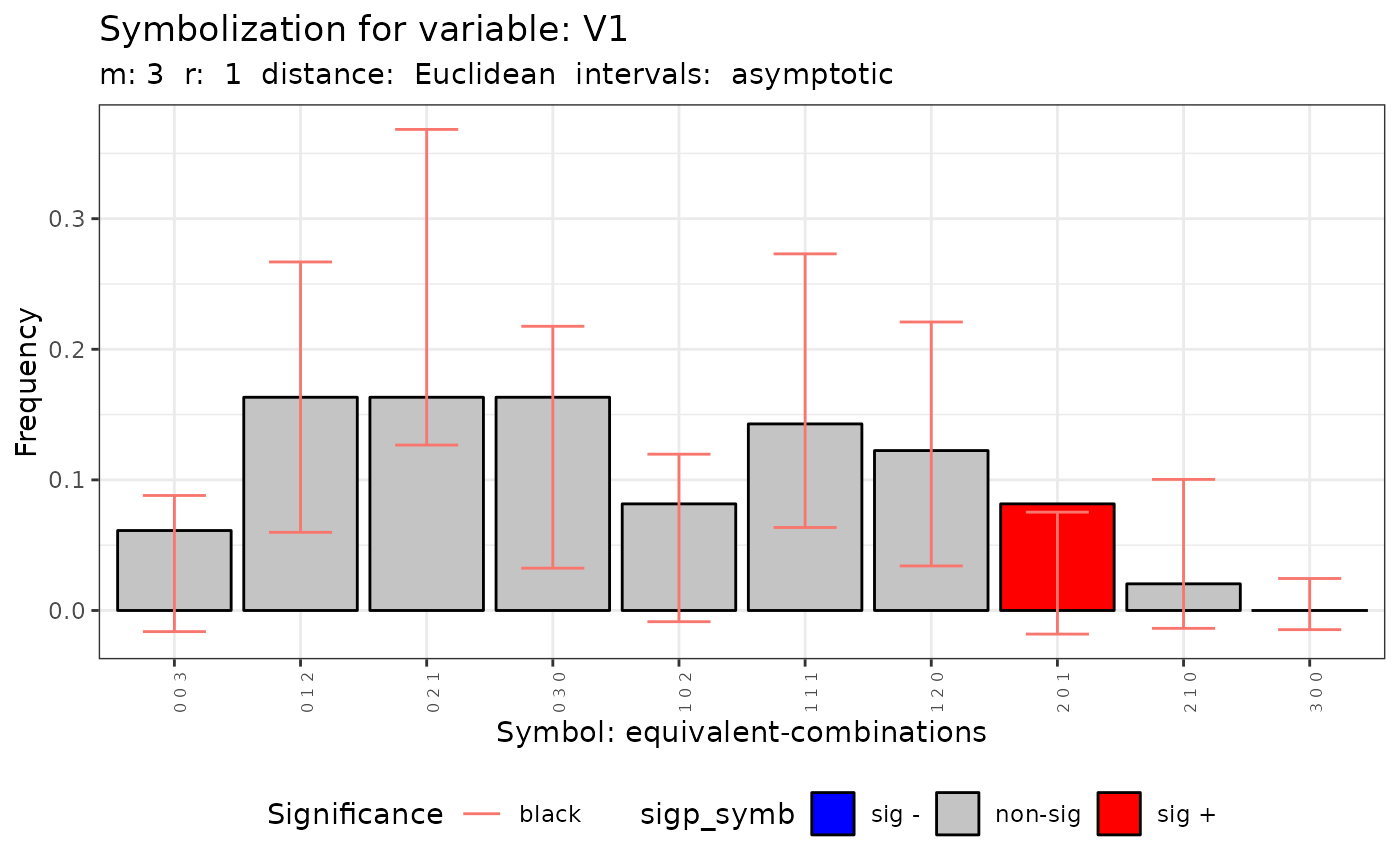 Symbolization for variable: V1
m: 3 r: 1 distance: Euclidean intervals: asymptotic
Frequency
0.3
0.2
0.1
0.0
0 0 3
0 1 2
0 2 1
0 3 0
1 0 2
1 1 1
1 2 0
2 0 1
2 1 0
3 0 0
Symbol: equivalent-combinations
Significance black sigp_symb sig - non-sig sig +